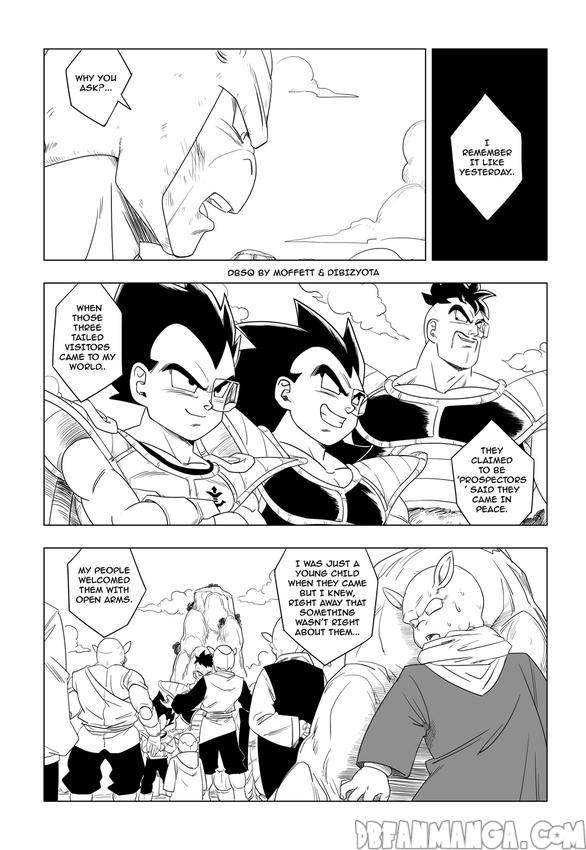 WHY YOU
ASK?...
I
REMEMBER
IT LIKE
YESTERDAY..
DBSQ BY MOFFETT & DIBIZYOTA
WHEN
THOSE
THREE
TAILED
VISITORS
CAME TO MY
WORLD..
THEY
CLAIMED
TO BE
'PROSPECTORS
' SAID THEY
CAME IN
PEACE.
MY PEOPLE
WELCOMED
THEM WITH
OPEN ARMS.
I WAS JUST A
YOUNG CHILD
WHEN THEY CAME
BUT I KNEW,
RIGHT AWAY THAT
SOMETHING
WASN'T RIGHT
ABOUT THEM...
DBFANMANGA.COM